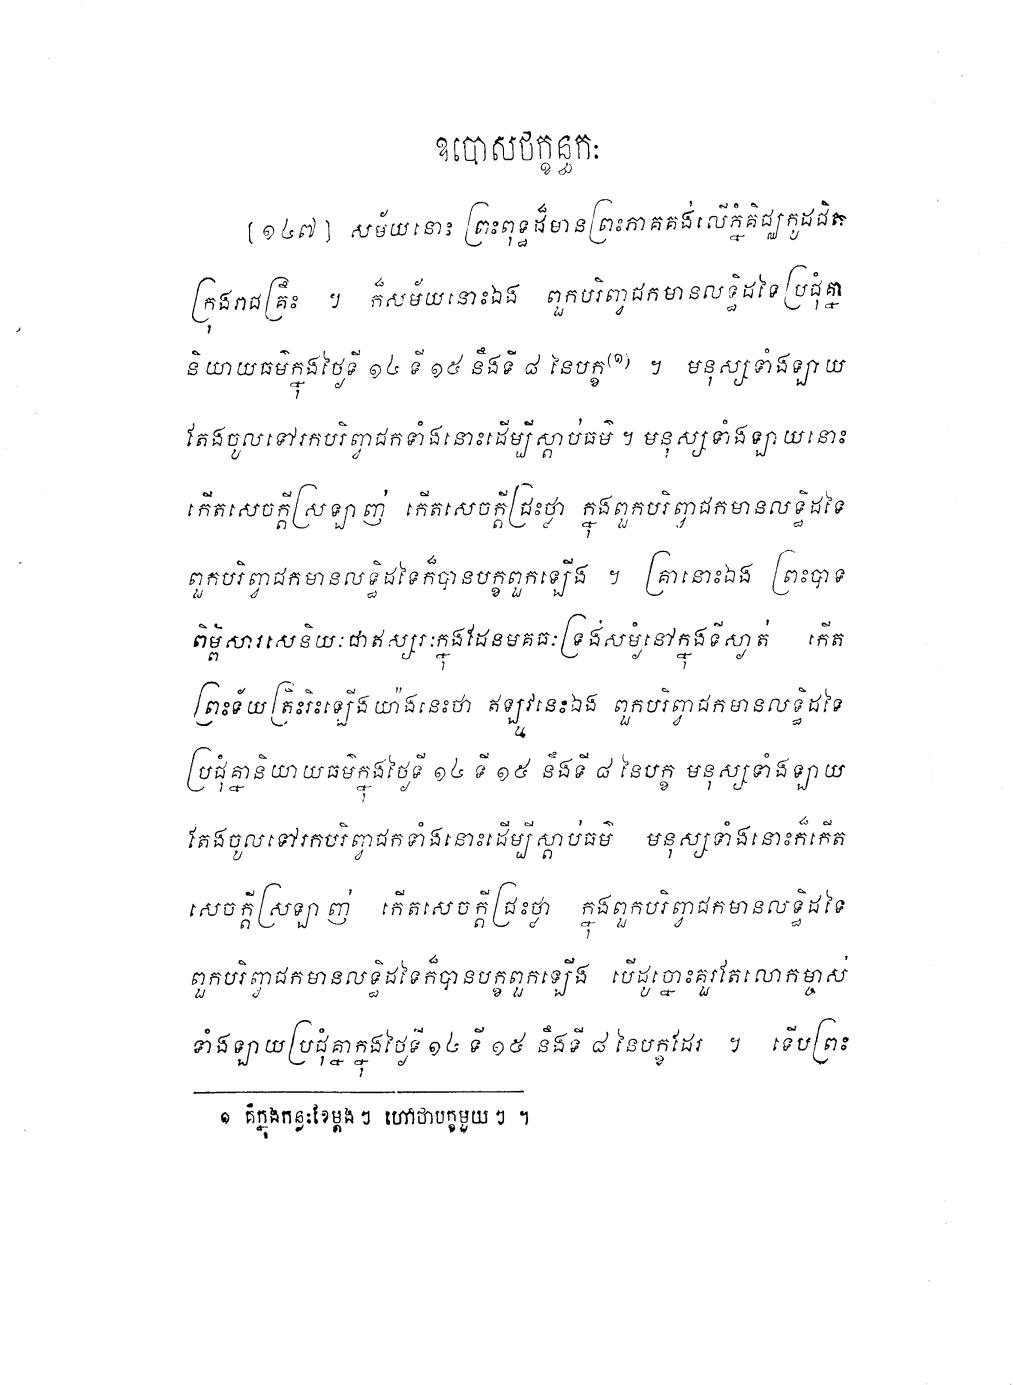 ឧបោសថក្ខន្ធកៈ
[១៤៧] សម័យនោះ ព្រះពុទ្ធដ៏មានព្រះភាគគង់លើភ្នំគិជ្ឈកូដជិត
ក្រុងរាជគ្រឹះ ។ ក៏សម័យនោះឯង ពួកបរិព្វាជកមានលទ្ធិដទៃប្រជុំគ្នា
និយាយធម៌ក្នុងថ្ងៃទី ១៤ ទី ១៥ នឹងទី ៨ នៃបក្ខ(១) ។ មនុស្សទាំងឡាយ
តែងចូលទៅរកបរិព្វាជកទាំងនោះដើម្បីស្តាប់ធម៌ ។ មនុស្សទាំងឡាយនោះ
កើតសេចក្តីស្រឡាញ់ កើតសេចក្តីជ្រះថ្លា ក្នុងពួកបរិព្វាជកមានលទ្ធិដទៃ
ពួកបរិព្វាជកមានលទ្ធិដទៃក៏បានបក្ខពួកឡើង ។ គ្រានោះឯង ព្រះបាទ
ពិម្ពិសារសេនិយៈជាឥស្សរៈក្នុងដែនមគធៈទ្រង់សម្ងំនៅក្នុងទីស្ងាត់ កើត
ព្រះទ័យត្រិះរិះឡើងយ៉ាងនេះថា ឥឡូវនេះឯង ពួកបរិព្វាជកមានលទ្ធិដទៃ
ប្រជុំគ្នានិយាយធម៌ក្នុងថ្ងៃទី ១៤ ទី ១៥ នឹងទី ៨ នៃបក្ខ មនុស្សទាំងឡាយ
តែងចូលទៅរកបរិព្វាជកទាំងនោះដើម្បីស្តាប់ធម៌ មនុស្សទាំងនោះក៏កើត
សេចក្តីស្រឡាញ់ កើតសេចក្តីជ្រះថ្លា ក្នុងពួកបរិព្វាជកមានលទ្ធិដទៃ
ពួកបរិព្វាជកមានលទ្ធិដទៃក៏បានបក្ខពួកឡើង បើដូច្នោះគួរតែលោកម្ចាស់
ទាំងឡាយប្រជុំគ្នាក្នុងថ្ងៃទី ១៤ ទី ១៥ នឹងទី ៨ នៃបក្ខដែរ ។ ទើបព្រះ
១ គឺក្នុងកន្លះខែម្តងៗ ហៅថាបក្ខមួយៗ ។